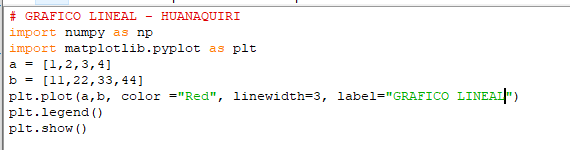 # GRAFICO LINEAL - HUANAQUIRI
import numpy as np
import matplotlib.pyplot as plt
a = [1,2,3,4]
b = [11,22,33,44]
plt.plot(a,b, color ="Red", linewidth=3, label="GRAFICO LINEAL")
plt.legend()
plt.show()